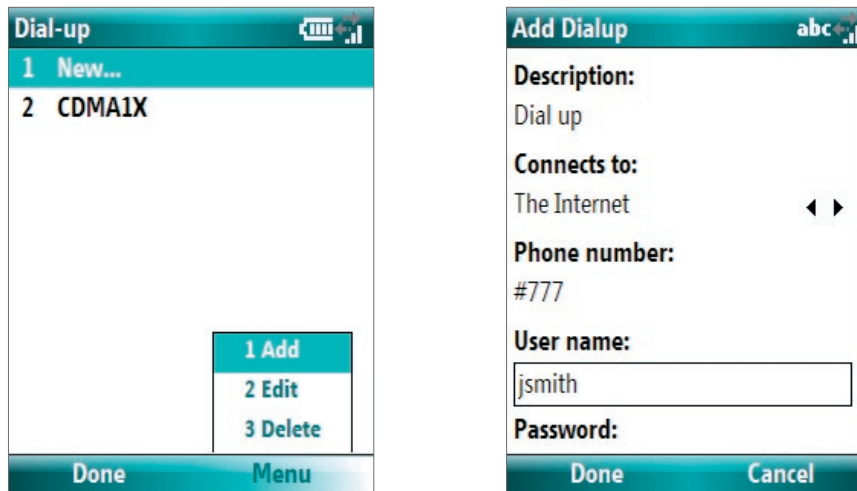 Dial-up
1 New...
2 CDMA1X
1 Add
2 Edit
3 Delete
Done Menu
Add Dialup abc
Description:
Dial up
Connects to:
The Internet
Phone number:
#777
User name:
jsmith
Password:
Done Cancel